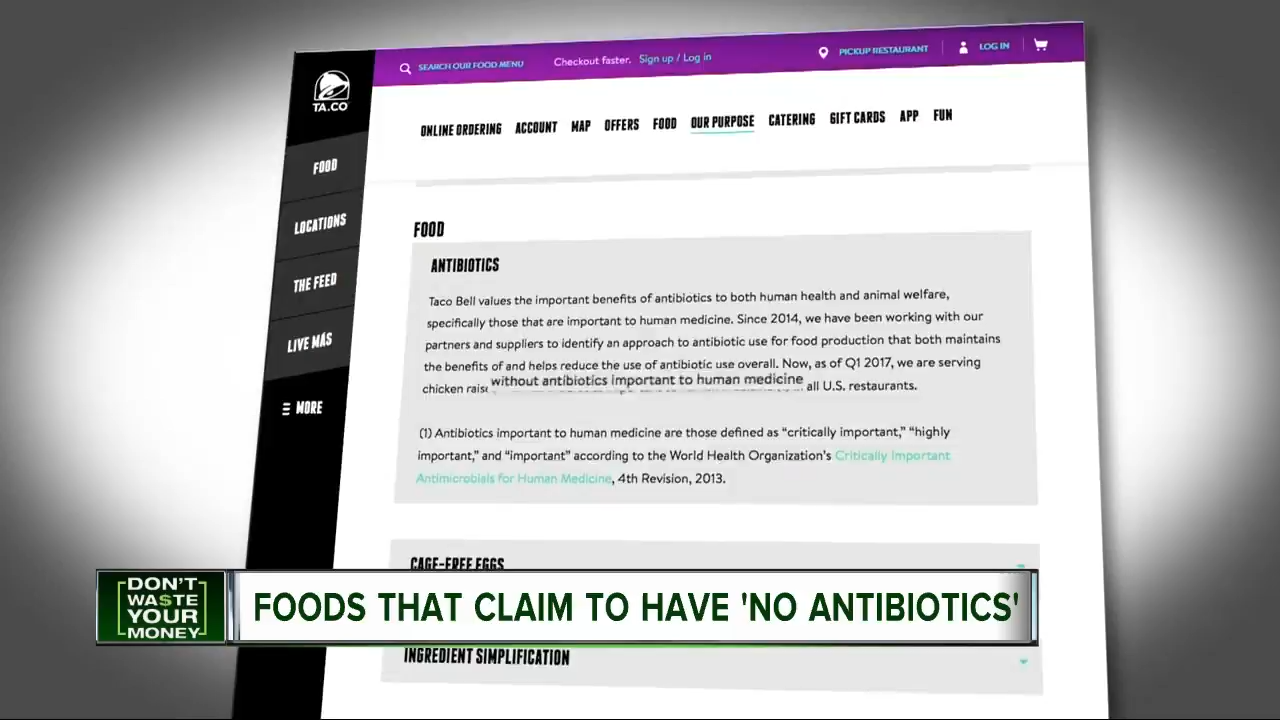 SEARCH OUR FOOD MENU Checkout faster. Sign up / Log in PICKUP RESTAURANT LOG IN
TA.CO
ONLINE ORDERING ACCOUNT MAP OFFERS FOOD OUR PURPOSE CATERING GIFT CARDS APP FUN
FOOD
LOCATIONS
THE FEED
LIVE MÁS
MORE
FOOD
ANTIBIOTICS
Taco Bell values the important benefits of antibiotics to both human health and animal welfare,
specifically those that are important to human medicine. Since 2014, we have been working with our
partners and suppliers to identify an approach to antibiotic use for food production that both maintains
the benefits of and helps reduce the use of antibiotic use overall. Now, as of Q1 2017, we are serving
chicken without antibiotics important to human medicine all U.S. restaurants.
(1) Antibiotics important to human medicine are those defined as “critically important,” “highly
important,” and “important” according to the World Health Organization’s Critically Important
Antimicrobials for Human Medicine, 4th Revision, 2013.
CAGE-FREE EGGS
DON'T
WA$TE
YOUR
MONEY
FOODS THAT CLAIM TO HAVE 'NO ANTIBIOTICS'
INGREDIENT SIMPLIFICATION